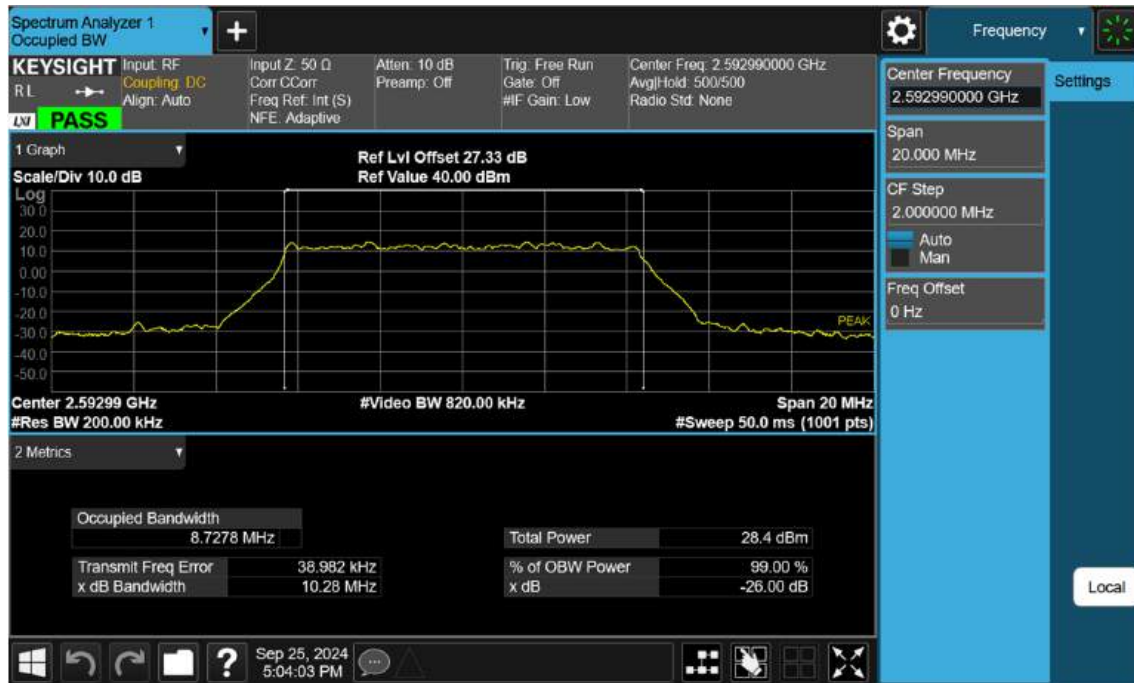 Spectrum Analyzer 1
Occupied BW
Frequency
KEYSIGHT
R L
LXI PASS
Input: RF
Coupling: DC
Align: Auto
Input Z: 50 Ω
Corr CCorr
Freq Ref: Int (S)
NFE: Adaptive
Atten: 10 dB
Preamp: Off
Trig: Free Run
Gate: Off
#IF Gain: Low
Center Freq: 2.592990000 GHz
Avg|Hold: 500/500
Radio Std: None
Center Frequency
2.592990000 GHz
Settings
Span
20.000 MHz
CF Step
2.000000 MHz
Auto
Man
Freq Offset
0 Hz
Local
1 Graph
Scale/Div 10.0 dB
Ref Lvl Offset 27.33 dB
Ref Value 40.00 dBm
Log
30.0
20.0
10.0
0.00
-10.0
-20.0
-30.0
-40.0
-50.0
PEAK
Center 2.59299 GHz
#Video BW 820.00 kHz
Span 20 MHz
#Res BW 200.00 kHz
#Sweep 50.0 ms (1001 pts)
2 Metrics
Occupied Bandwidth
8.7278 MHz
Total Power 28.4 dBm
Transmit Freq Error 38.982 kHz
% of OBW Power 99.00 %
x dB Bandwidth 10.28 MHz
x dB -26.00 dB
?
Sep 25, 2024
5:04:03 PM